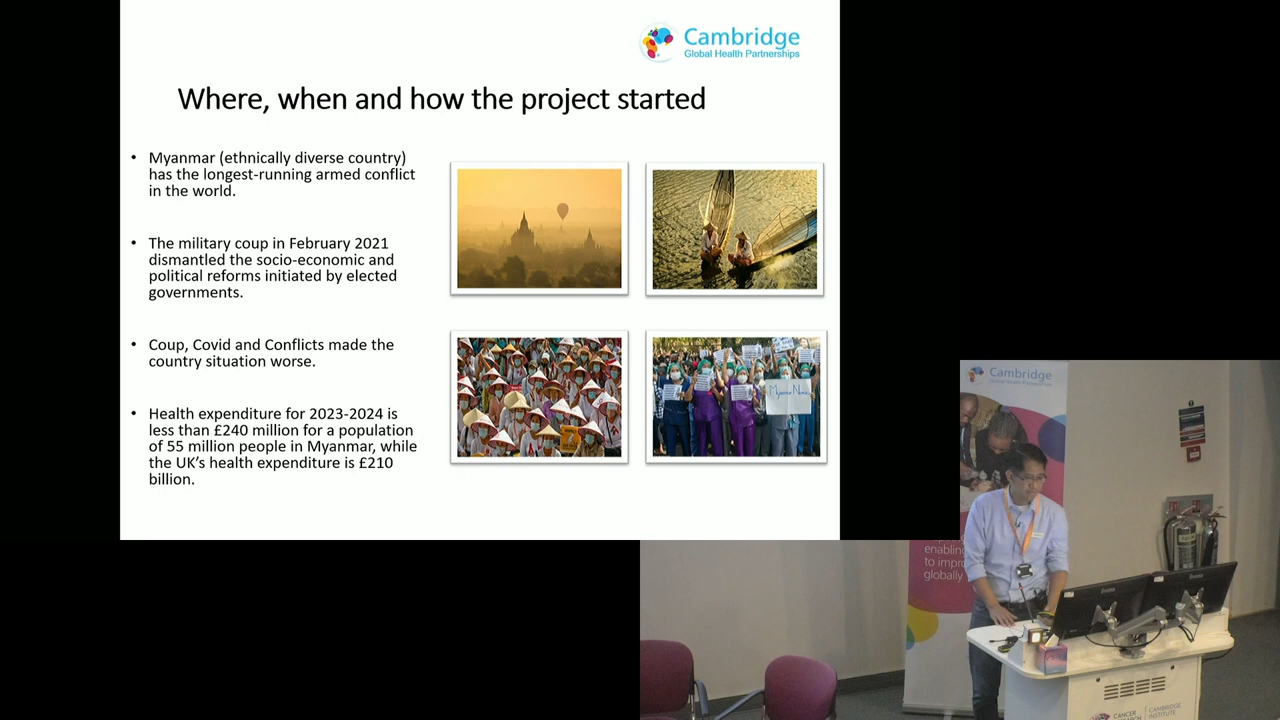 Cambridge
Global Health Partnerships
Where, when and how the project started
• Myanmar (ethnically diverse country)
has the longest-running armed conflict
in the world.
• The military coup in February 2021
dismantled the socio-economic and
political reforms initiated by elected
governments.
• Coup, Covid and Conflicts made the
country situation worse.
• Health expenditure for 2023-2024 is
less than £240 million for a population
of 55 million people in Myanmar, while
the UK's health expenditure is £210
billion.
Cambridge
Global Health Partnerships
enabling
to impro
globally
CANCER
CAMBRIDGE
INSTITUTE